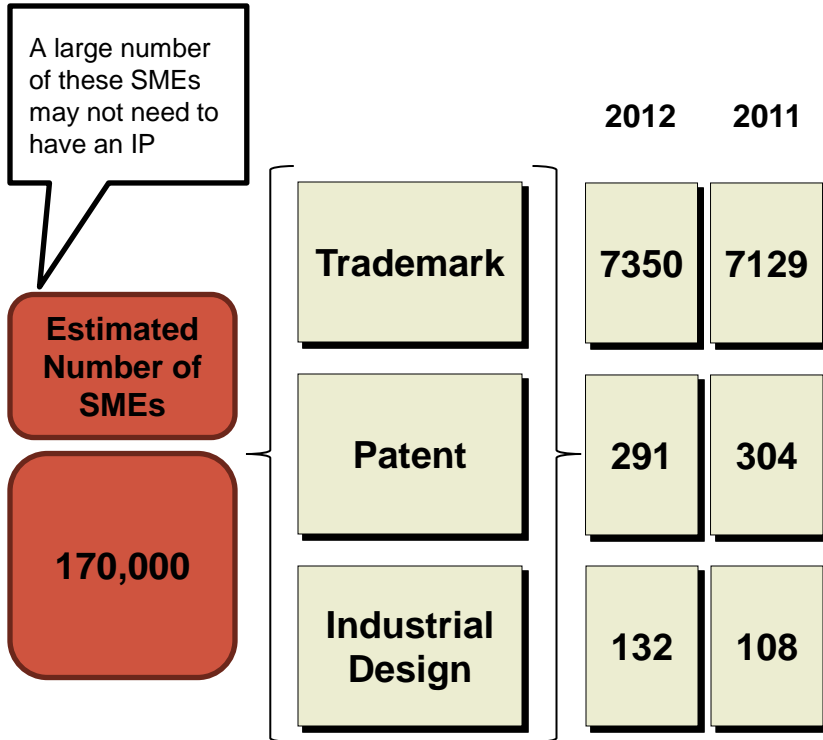 A large number
of these SMEs
may not need to
have an IP
2012 2011
Trademark 7350 7129
Estimated
Number of
SMEs
Patent 291 304
170,000
Industrial
Design
132 108